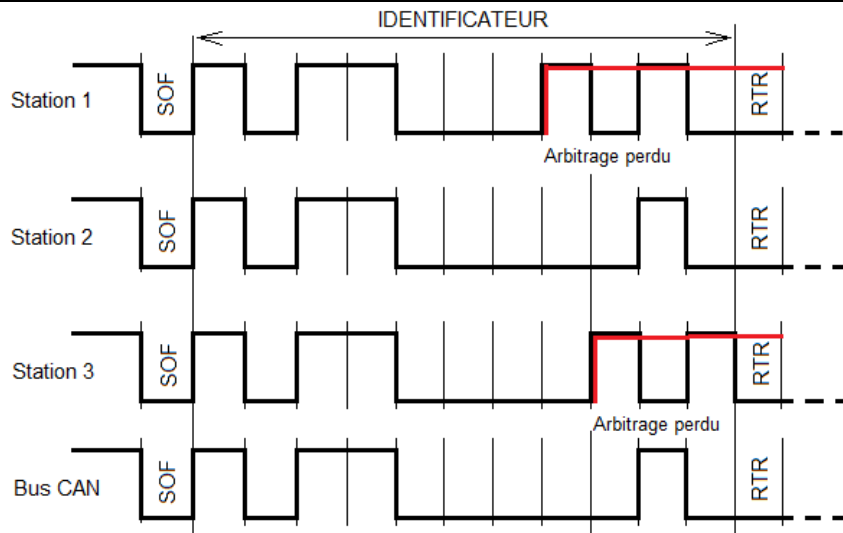 IDENTIFICATEUR
Station 1
SOF
RTR
Arbitrage perdu
Station 2
SOF
RTR
Station 3
SOF
RTR
Arbitrage perdu
Bus CAN
SOF
RTR